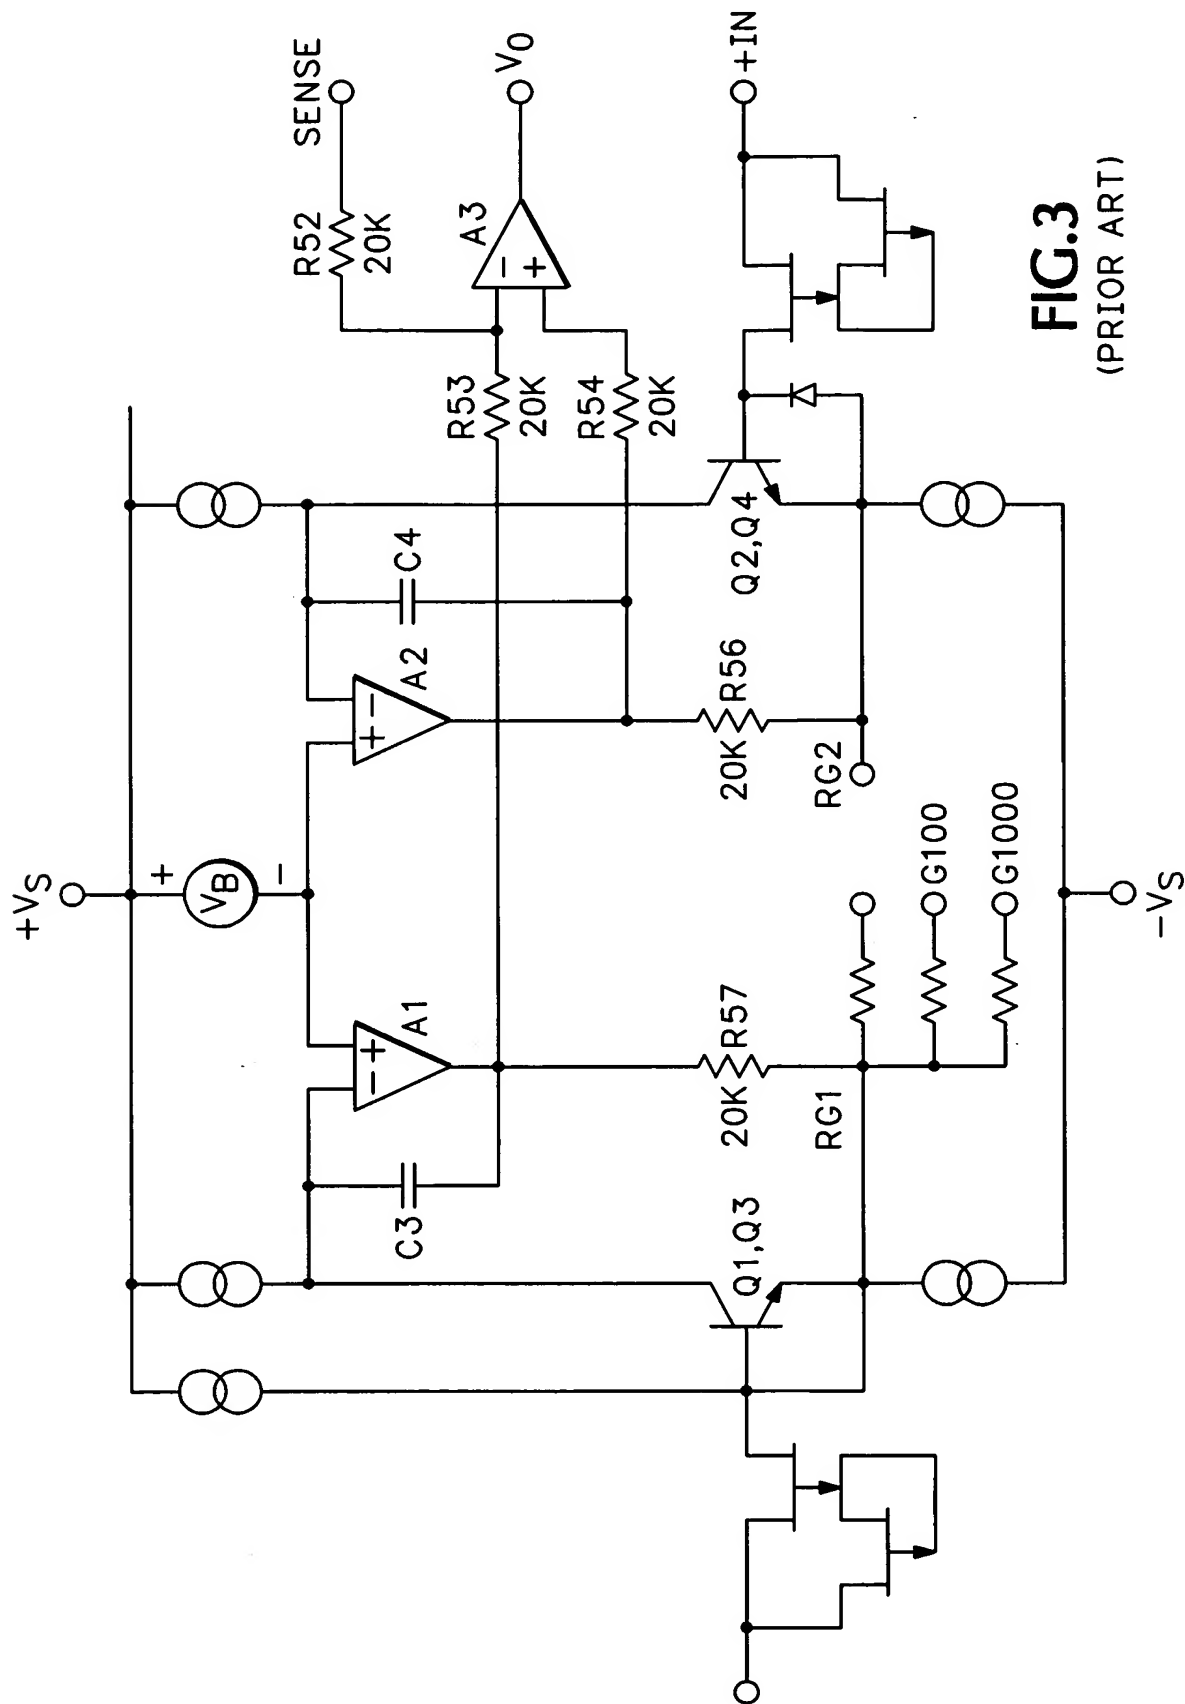 +VS
+
VB
−
SENSE
R52
20K
A3
−
+
VO
R53
20K
R54
20K
C4
A2
+
−
A1
+
−
C3
R56
20K
R57
20K
Q2,Q4
Q1,Q3
+IN
RG2
RG1
G100
G1000
−VS
FIG.3
(PRIOR ART)